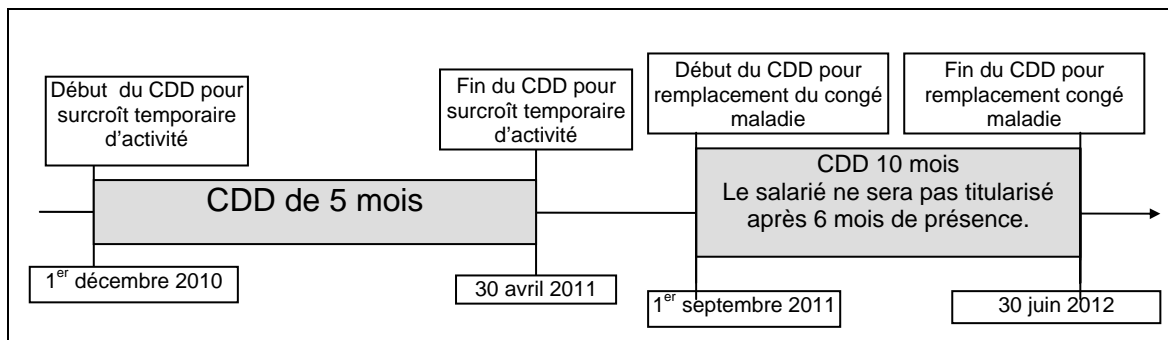 Début du CDD pour
surcroît temporaire
d'activité
Fin du CDD pour
surcroît temporaire
d'activité
Début du CDD pour
remplacement du congé
maladie
Fin du CDD pour
remplacement congé
maladie
CDD de 5 mois
CDD 10 mois
Le salarié ne sera pas titularisé
après 6 mois de présence.
1er décembre 2010
30 avril 2011
1er septembre 2011
30 juin 2012